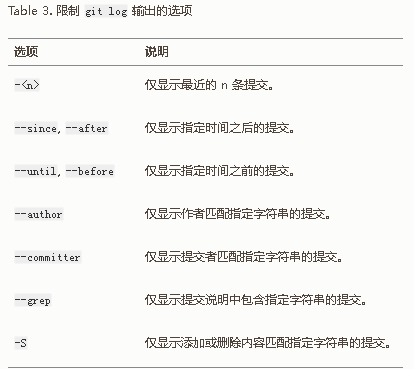 Table 3. 限制 git log 输出的选项
选项 说明
-<n> 仅显示最近的 n 条提交。
--since, --after 仅显示指定时间之后的提交。
--until, --before 仅显示指定时间之前的提交。
--author 仅显示作者匹配指定字符串的提交。
--committer 仅显示提交者匹配指定字符串的提交。
--grep 仅显示提交说明中包含指定字符串的提交。
-S 仅显示添加或删除内容匹配指定字符串的提交。